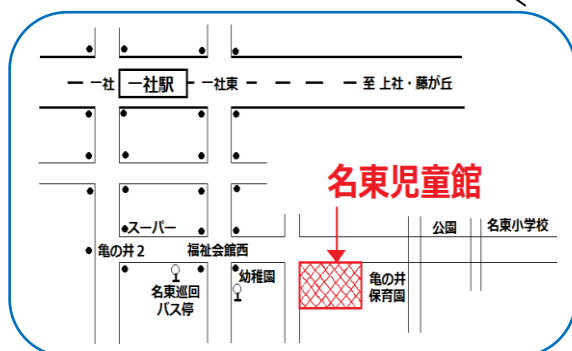 一社
一社駅
一社東
至 上社・藤が丘
名東児童館
スーパー
公園
名東小学校
亀の井2
福祉会館西
名東巡回
バス停
幼稚園
亀の井
保育園